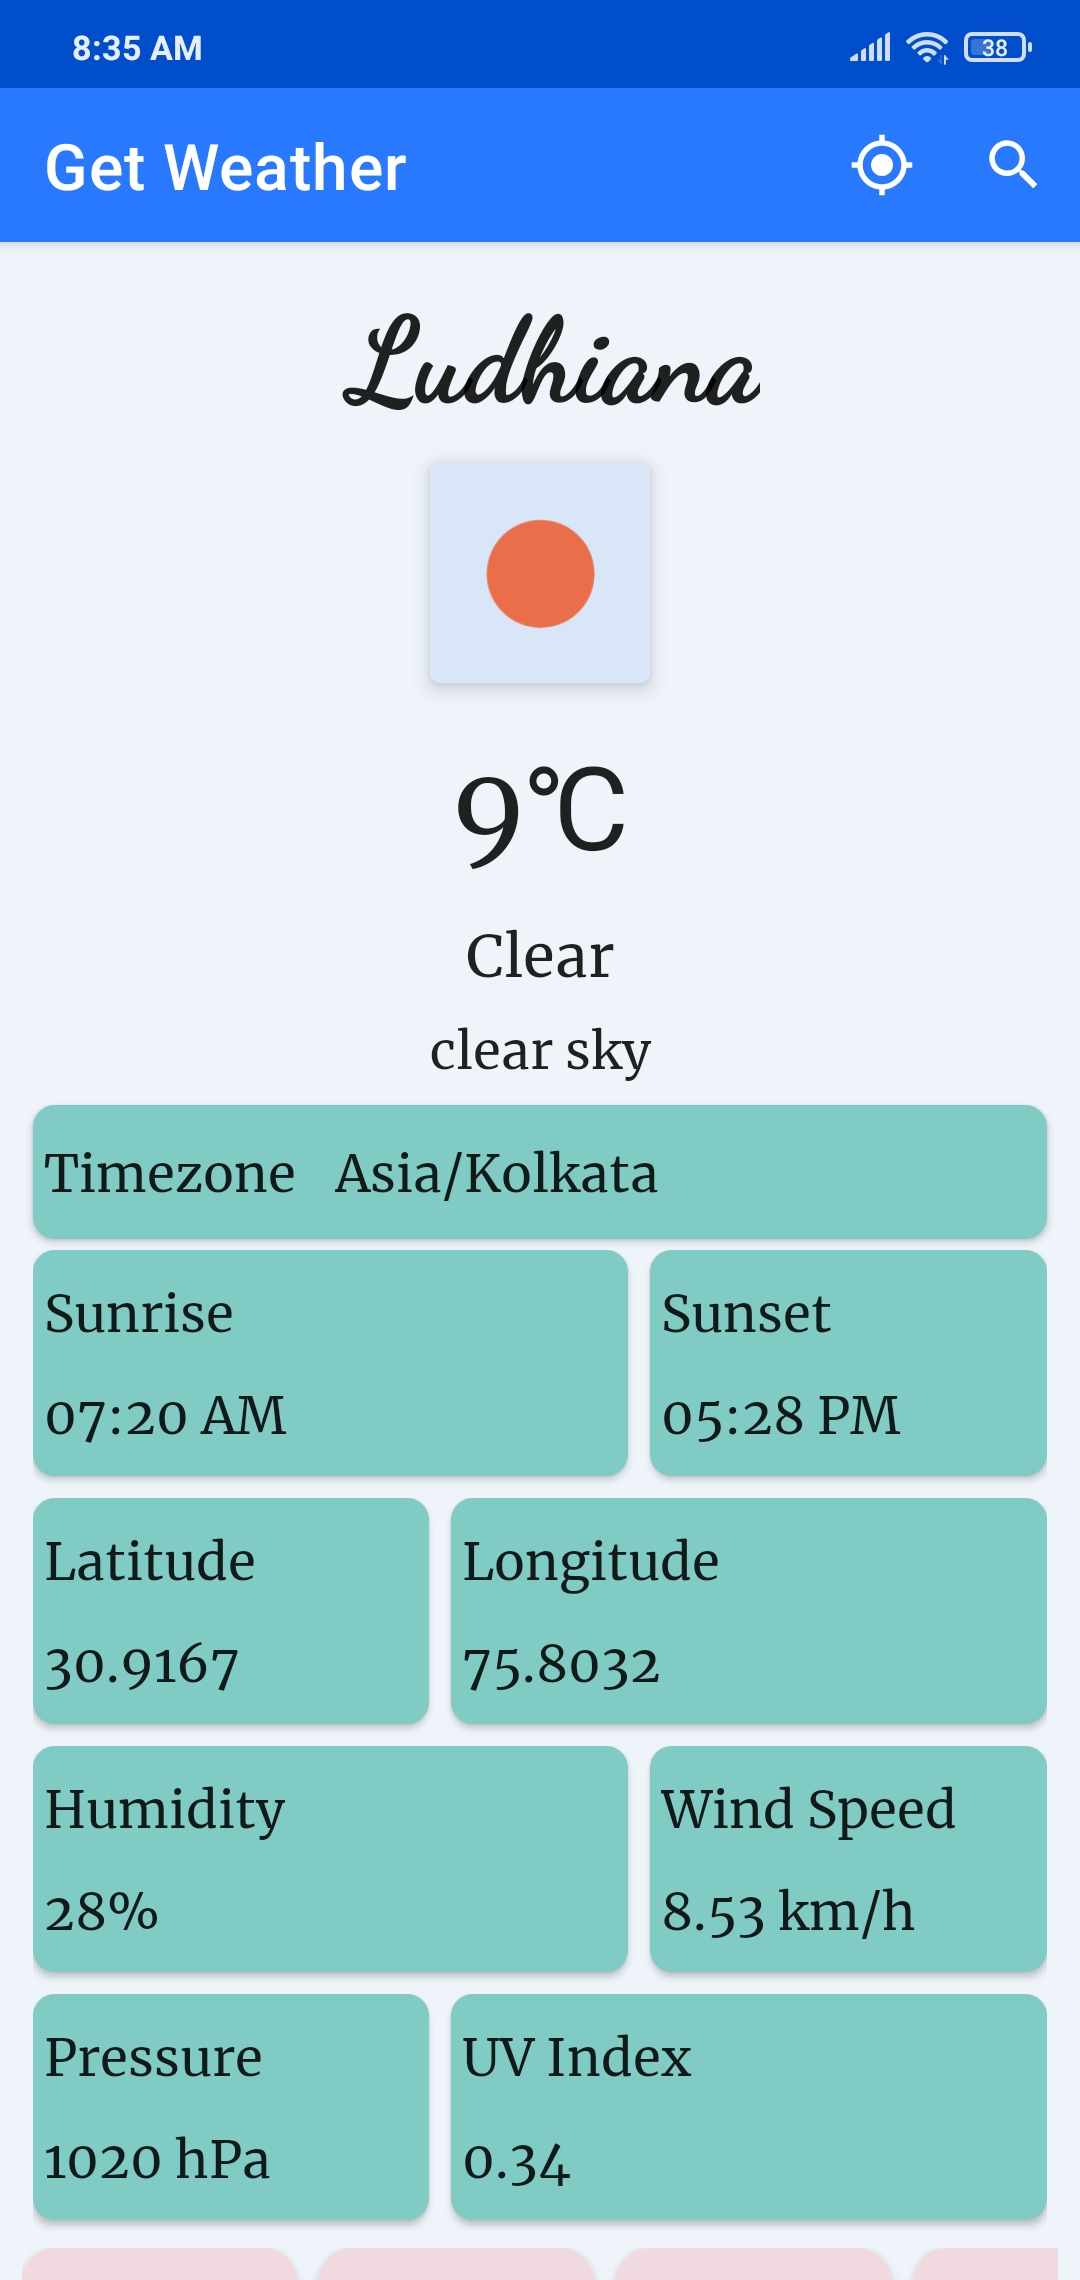 8:35 AM 38
Get Weather
Ludhiana
9°C
Clear
clear sky
Timezone Asia/Kolkata
Sunrise
07:20 AM
Sunset
05:28 PM
Latitude
30.9167
Longitude
75.8032
Humidity
28%
Wind Speed
8.53 km/h
Pressure
1020 hPa
UV Index
0.34